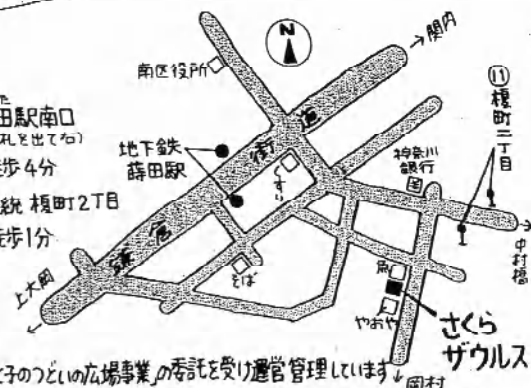 N
→関内
南区役所
田駅南口
札を出て右)
徒歩4分
地下鉄
蒔田駅
鎌倉街道
くすり
⑪榎町二丁目
神奈川
銀行
統 榎町2丁目
徒歩1分
中村橋
そば
魚
上大岡
やおや
さくら
ザウルス
と子のつどいの広場事業」の委託を受け運営管理しています
岡村